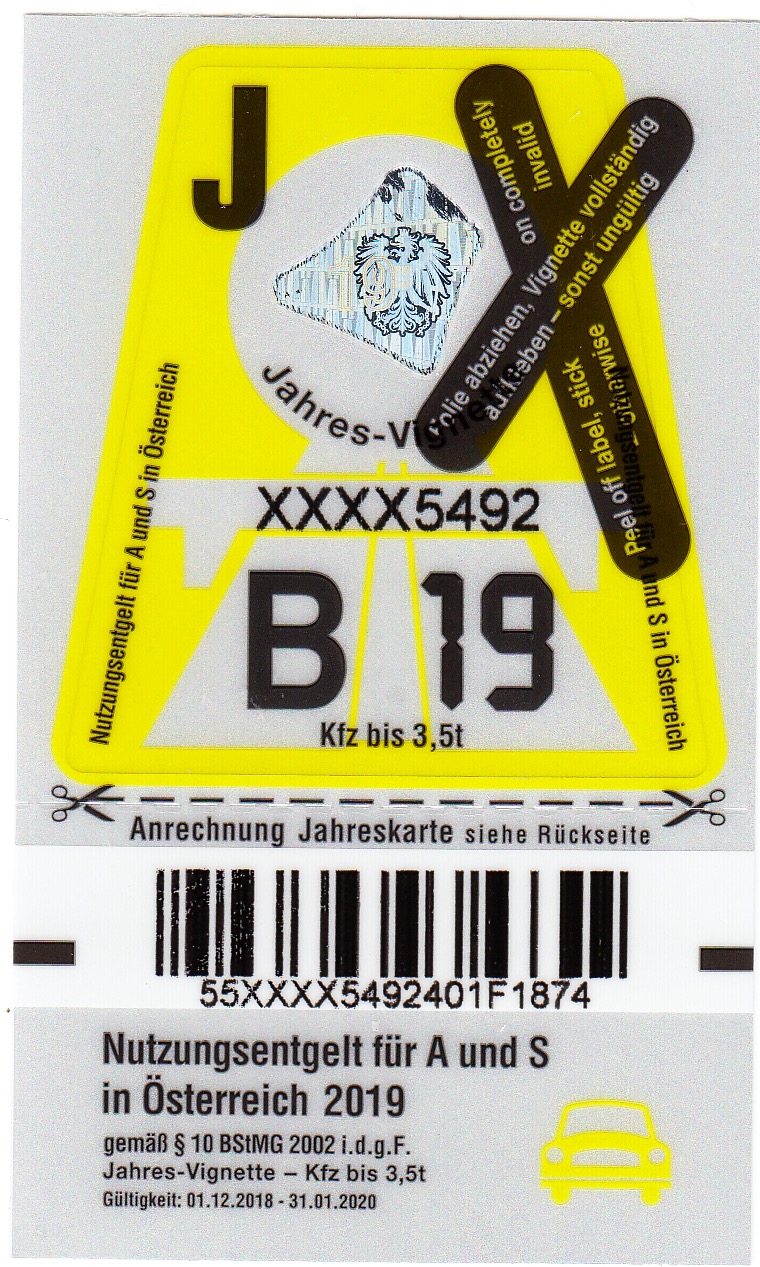 J
on completely
invalid
Folie abziehen, Vignette vollständig
aufkleben – sonst ungültig
Peel off label, stick
otherwise
Jahres-Vignette
Nutzungsentgelt für A und S in Österreich
Nutzungsentgelt für A und S in Österreich
XXXX5492
B 19
Kfz bis 3,5t
Anrechnung Jahreskarte siehe Rückseite
55XXXX5492401F1874
Nutzungsentgelt für A und S
in Österreich 2019
gemäß § 10 BStMG 2002 i.d.g.F.
Jahres-Vignette – Kfz bis 3,5t
Gültigkeit: 01.12.2018 - 31.01.2020